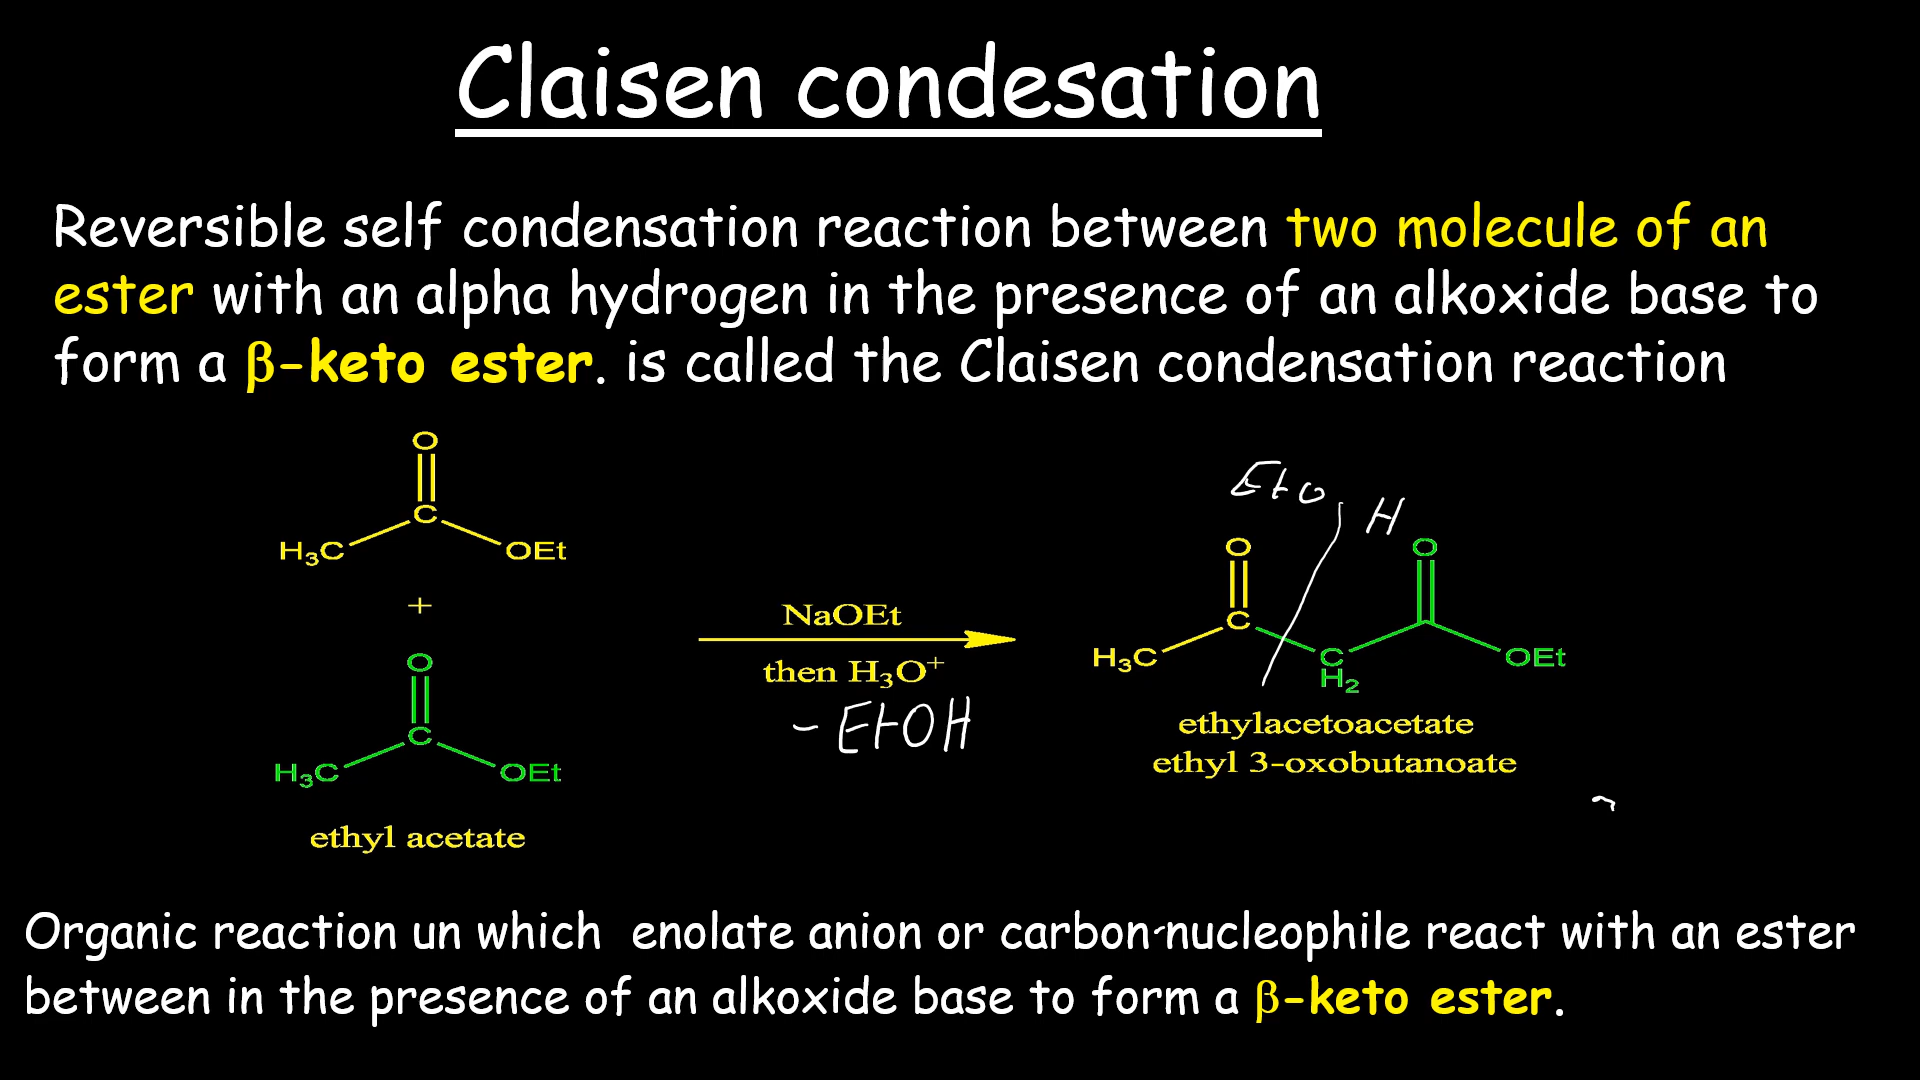 Claisen condesation
Reversible self condensation reaction between two molecule of an
ester with an alpha hydrogen in the presence of an alkoxide base to
form a β-keto ester. is called the Claisen condensation reaction
O
C
H₃C OEt
+
O
C
H₃C OEt
ethyl acetate
NaOEt
then H₃O⁺
- EtOH
EtO H
O O
C
H₃C C OEt
H₂
ethylacetoacetate
ethyl 3-oxobutanoate
Organic reaction un which enolate anion or carbon nucleophile react with an ester
between in the presence of an alkoxide base to form a β-keto ester.